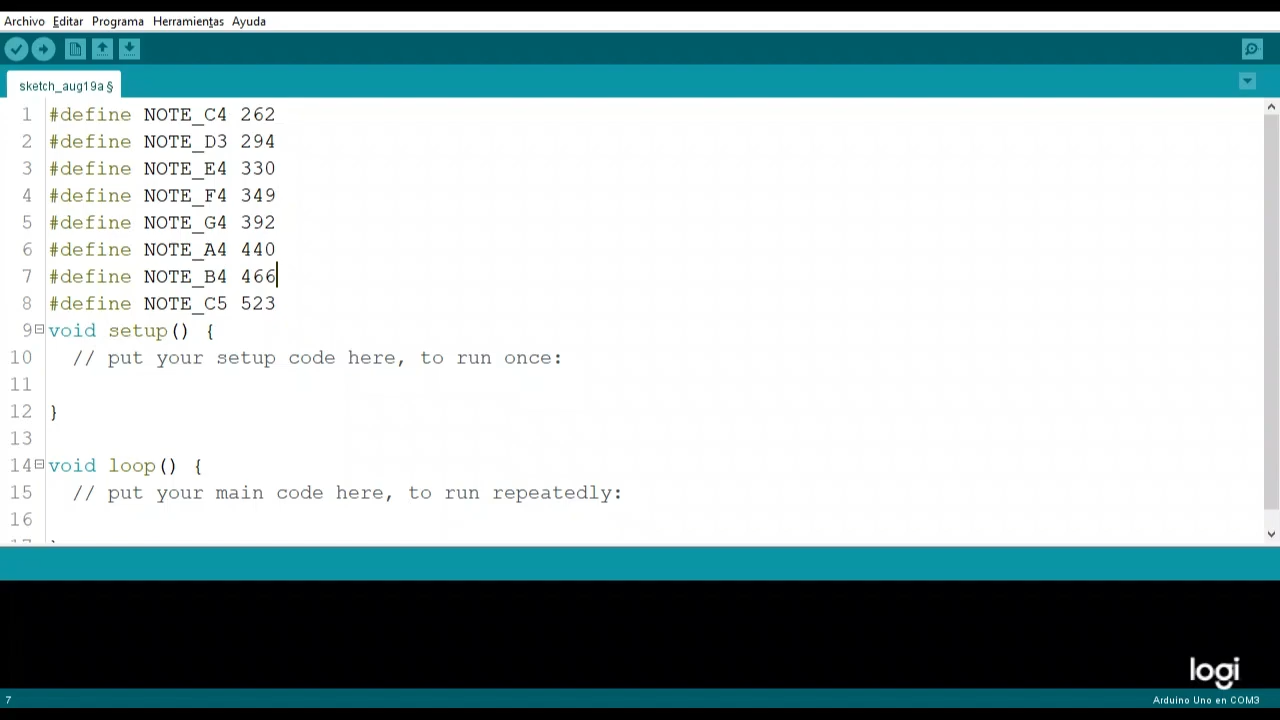 Archivo Editar Programa Herramientas Ayuda
sketch_aug19a §
1 #define NOTE_C4 262
2 #define NOTE_D3 294
3 #define NOTE_E4 330
4 #define NOTE_F4 349
5 #define NOTE_G4 392
6 #define NOTE_A4 440
7 #define NOTE_B4 466
8 #define NOTE_C5 523
9 void setup() {
10 // put your setup code here, to run once:
11
12 }
13
14 void loop() {
15 // put your main code here, to run repeatedly:
16
logi
7
Arduino Uno en COM3